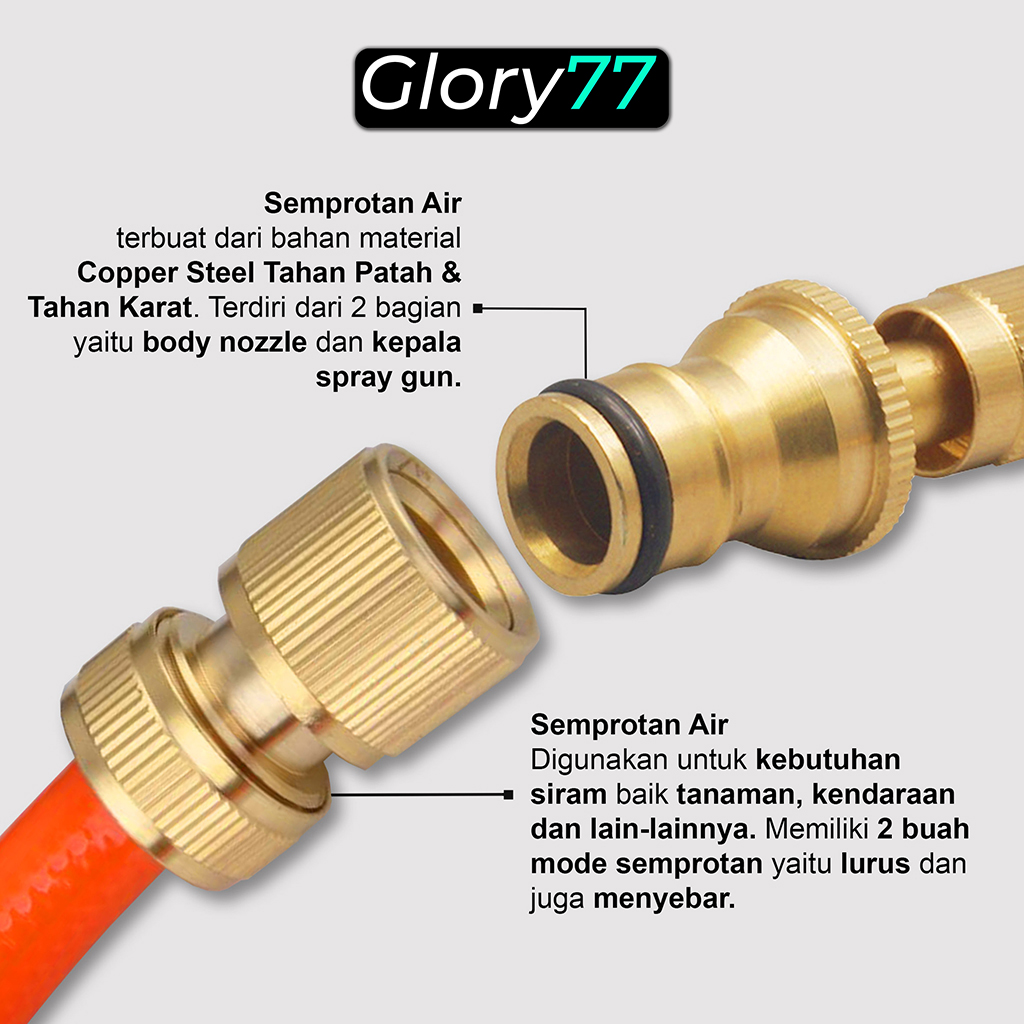 Glory77
Semprotan Air
terbuat dari bahan material
Copper Steel Tahan Patah &
Tahan Karat. Terdiri dari 2 bagian
yaitu body nozzle dan kepala
spray gun.
Semprotan Air
Digunakan untuk kebutuhan
siram baik tanaman, kendaraan
dan lain-lainnya. Memiliki 2 buah
mode semprotan yaitu lurus dan
juga menyebar.